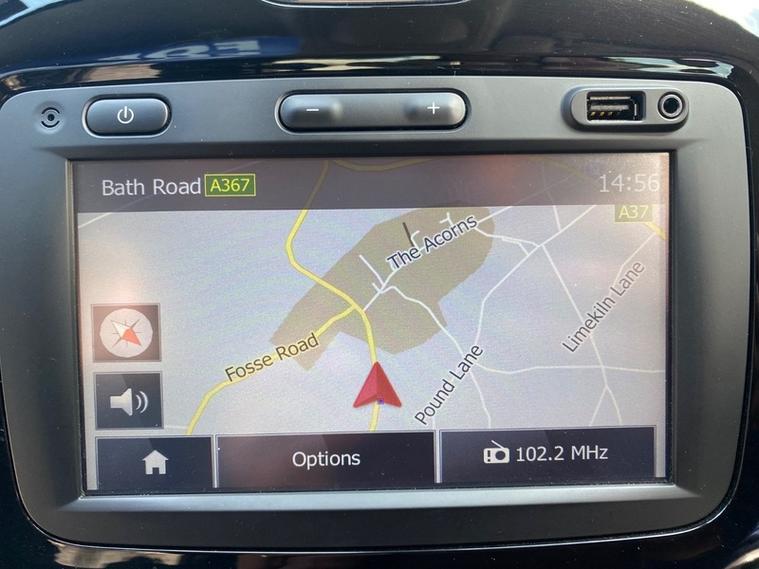 − +
Bath Road A367 14:56
A37
The Acorns
Limekiln Lane
Fosse Road
Pound Lane
Options 102.2 MHz